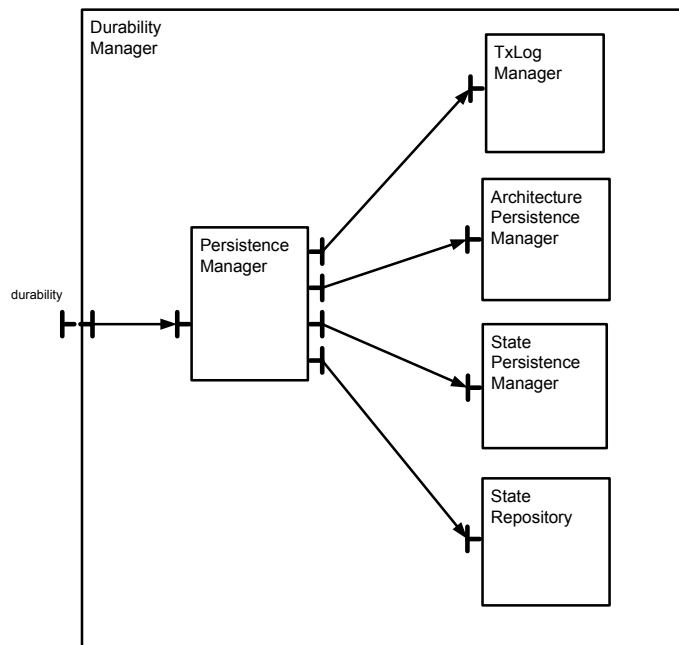 Durability
Manager
TxLog
Manager
Architecture
Persistence
Manager
Persistence
Manager
durability
State
Persistence
Manager
State
Repository